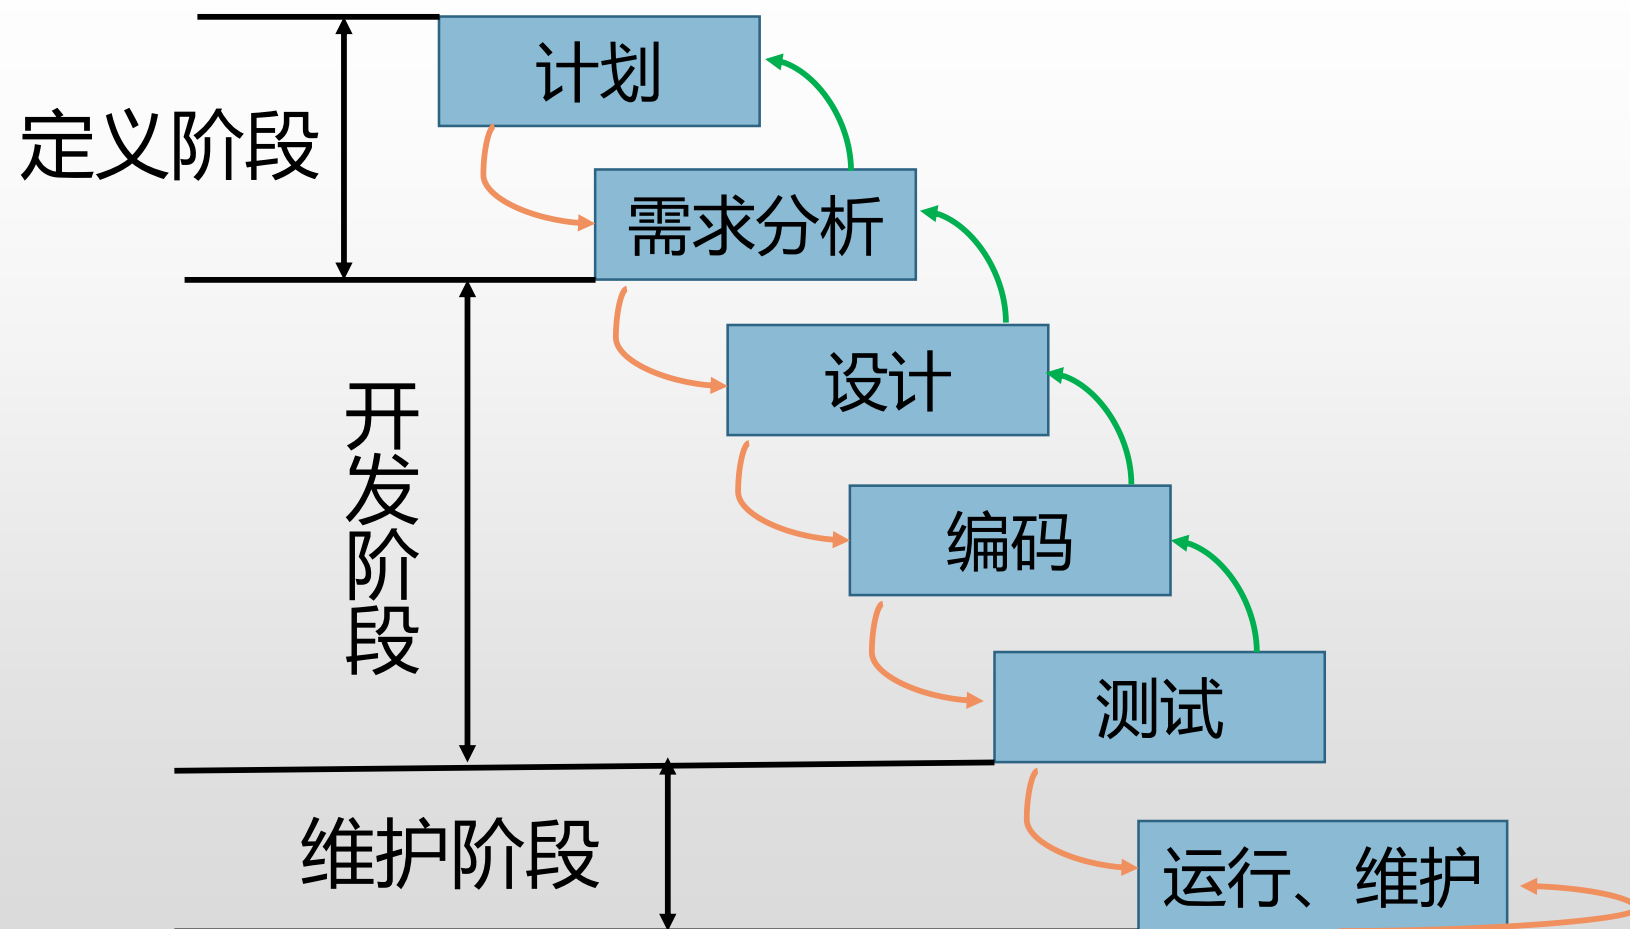 计划
定义阶段
需求分析
设计
开
发
阶
段
编码
测试
维护阶段
运行、维护